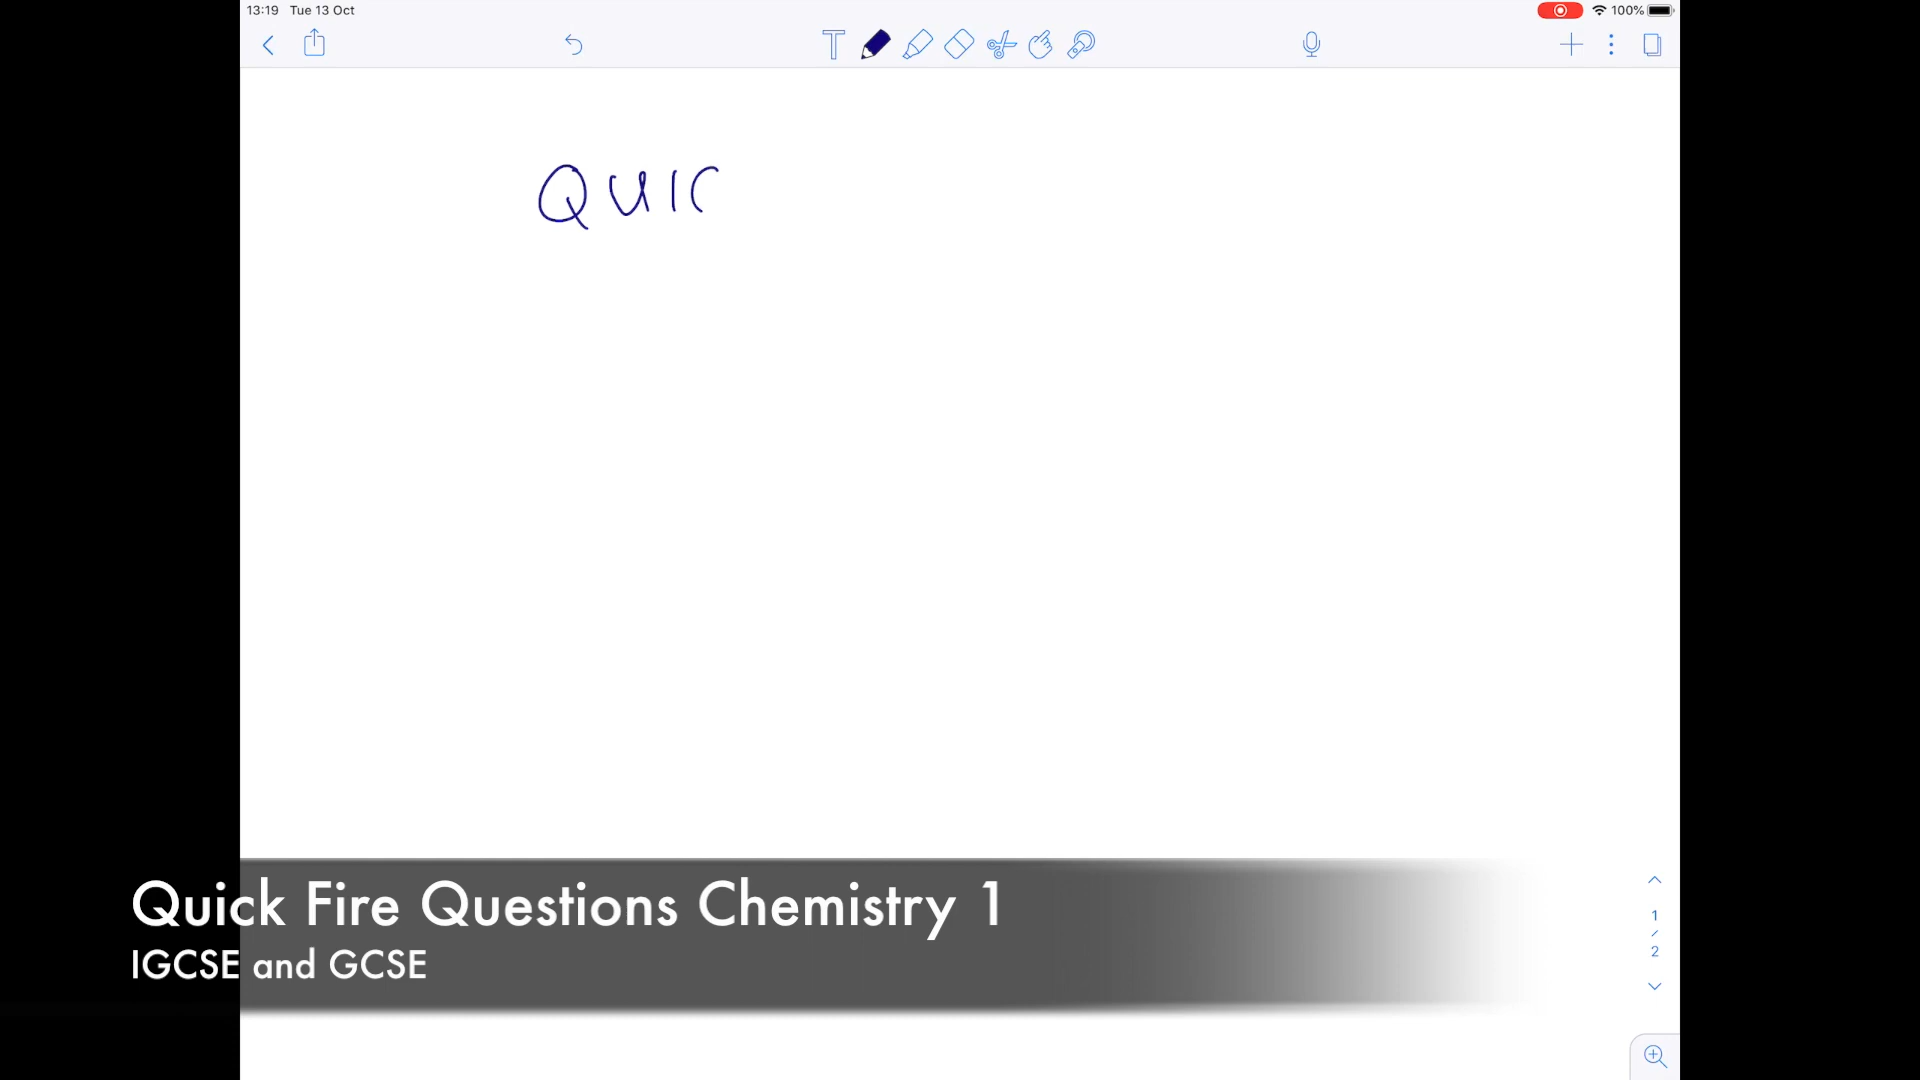 13:19 Tue 13 Oct
100%
T
QUIC
Quick Fire Questions Chemistry 1
IGCSE and GCSE
1
/
2